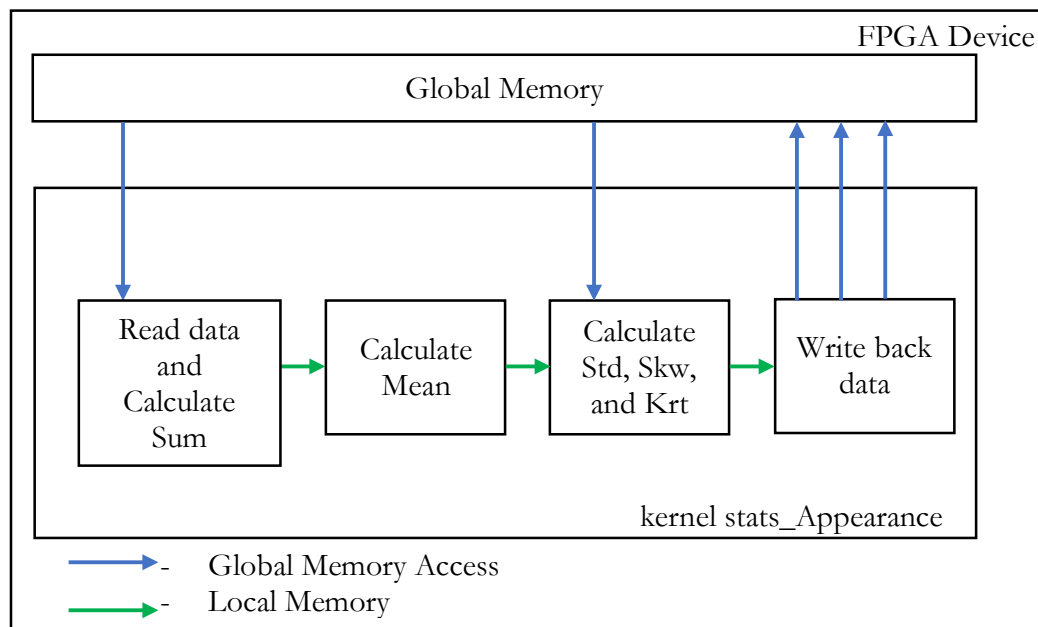 FPGA Device
Global Memory
Read data
and
Calculate
Sum
Calculate
Mean
Calculate
Std, Skw,
and Krt
Write back
data
kernel stats_Appearance
- Global Memory Access
- Local Memory